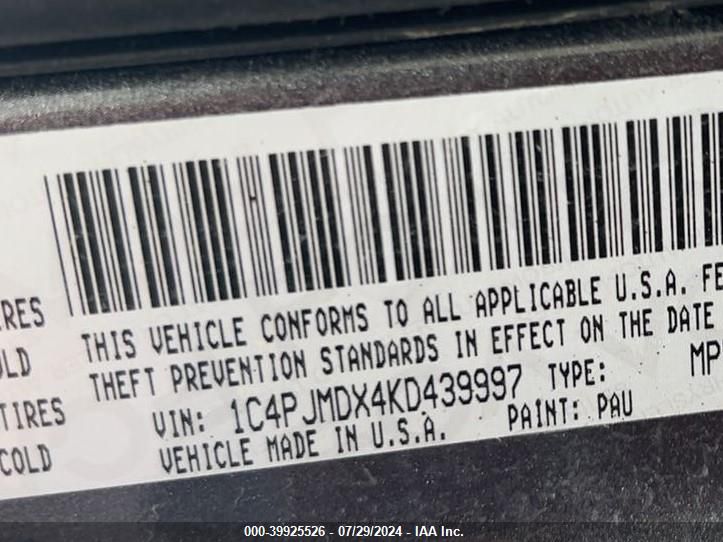 IRES
OLD
TIRES
COLD
THIS VEHICLE CONFORMS TO ALL APPLICABLE U.S.A. FE
THEFT PREVENTION STANDARDS IN EFFECT ON THE DATE
VIN: 1C4PJMDX4KD439997 TYPE: MP
VEHICLE MADE IN U.S.A. PAINT: PAU
000-39925526 - 07/29/2024 - IAA Inc.